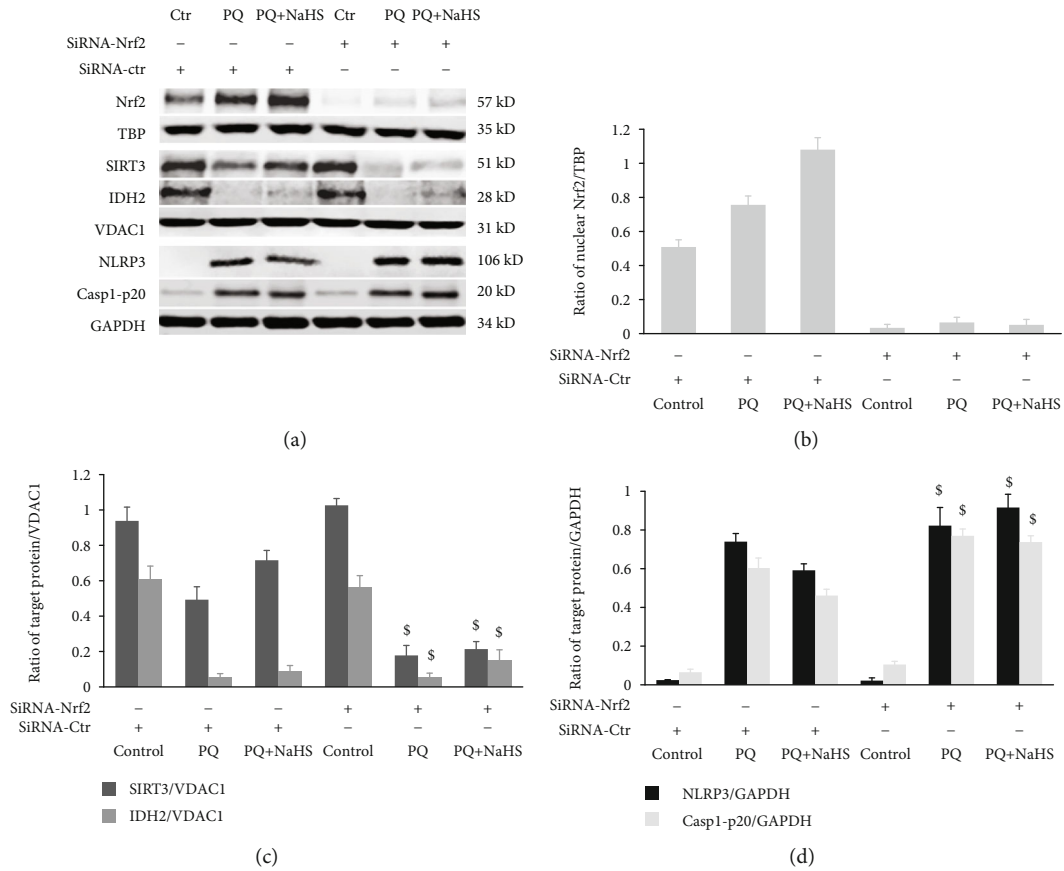 Ctr PQ PQ+NaHS Ctr PQ PQ+NaHS
SiRNA-Nrf2 – – – + + +
SiRNA-ctr + + + – – –
Nrf2 57 kD
TBP 35 kD
SIRT3 51 kD
IDH2 28 kD
VDAC1 31 kD
NLRP3 106 kD
Casp1-p20 20 kD
GAPDH 34 kD
(a)
Ratio of nuclear Nrf2/TBP
1.2
1
0.8
0.6
0.4
0.2
0
SiRNA-Nrf2 – – – + + +
SiRNA-Ctr + + + – – –
Control PQ PQ+NaHS Control PQ PQ+NaHS
(b)
Ratio of target protein/VDAC1
1.2
1
0.8
0.6
0.4
0.2
0
$ $ $ $
SiRNA-Nrf2 – – – + + +
SiRNA-Ctr + + + – – –
Control PQ PQ+NaHS Control PQ PQ+NaHS
SIRT3/VDAC1
IDH2/VDAC1
(c)
Ratio of target protein/GAPDH
1
0.8
0.6
0.4
0.2
0
$ $ $ $
SiRNA-Nrf2 – – – + + +
SiRNA-Ctr + + + – – –
Control PQ PQ+NaHS Control PQ PQ+NaHS
NLRP3/GAPDH
Casp1-p20/GAPDH
(d)